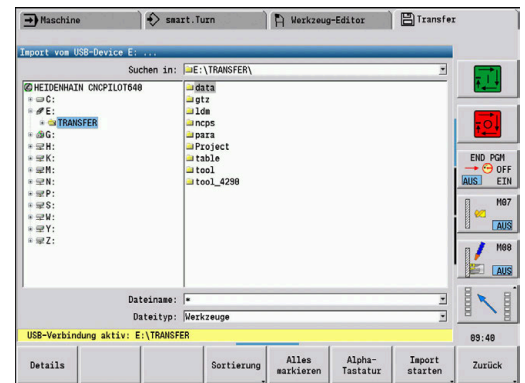 Maschine
smart.Turn
Werkzeug-Editor
Transfer
Import vom USB-Device E: ...
Suchen in: E:\TRANSFER\
HEIDENHAIN CNCPILOT640
C:
E:
TRANSFER
G:
H:
K:
M:
N:
P:
S:
W:
Y:
Z:
data
gtz
ldm
ncps
para
Project
table
tool
tool_4290
END PGM
OFF
AUS EIN
M07
AUS
M08
AUS
Dateiname: *
Dateityp: Werkzeuge
USB-Verbindung aktiv: E:\TRANSFER
09:40
Details
Sortierung
Alles markieren
Alpha-Tastatur
Import starten
Zurück